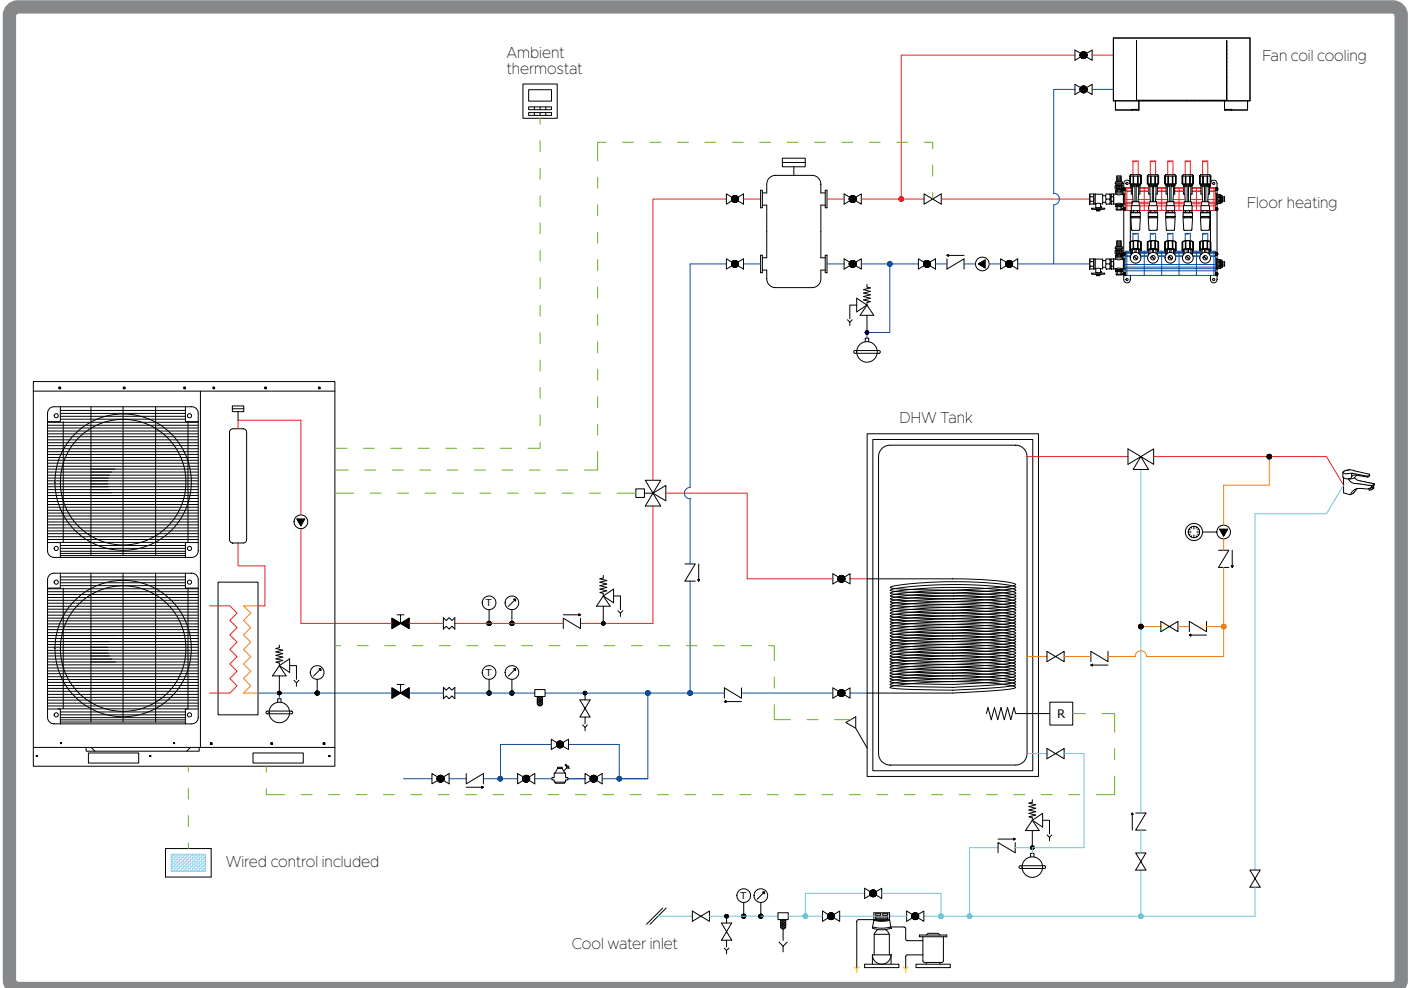 Ambient
thermostat
Fan coil cooling
Floor heating
DHW Tank
T
T
R
Wired control included
T
Cool water inlet